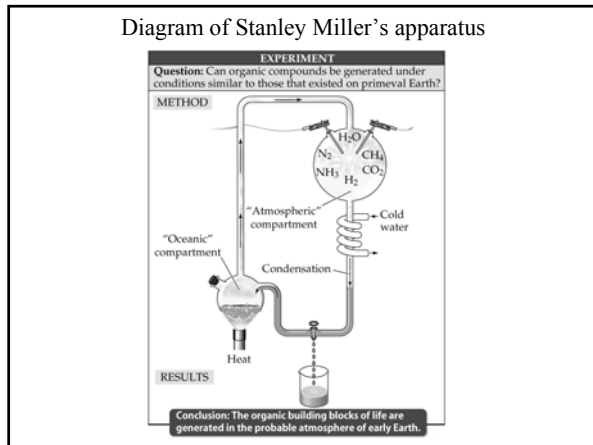 Diagram of Stanley Miller’s apparatus
EXPERIMENT
Question: Can organic compounds be generated under
conditions similar to those that existed on primeval Earth?
METHOD
H₂O
N₂
CH₄
NH₃
CO₂
H₂
“Atmospheric”
compartment
Cold
water
“Oceanic”
compartment
Condensation
Heat
RESULTS
Conclusion: The organic building blocks of life are
generated in the probable atmosphere of early Earth.